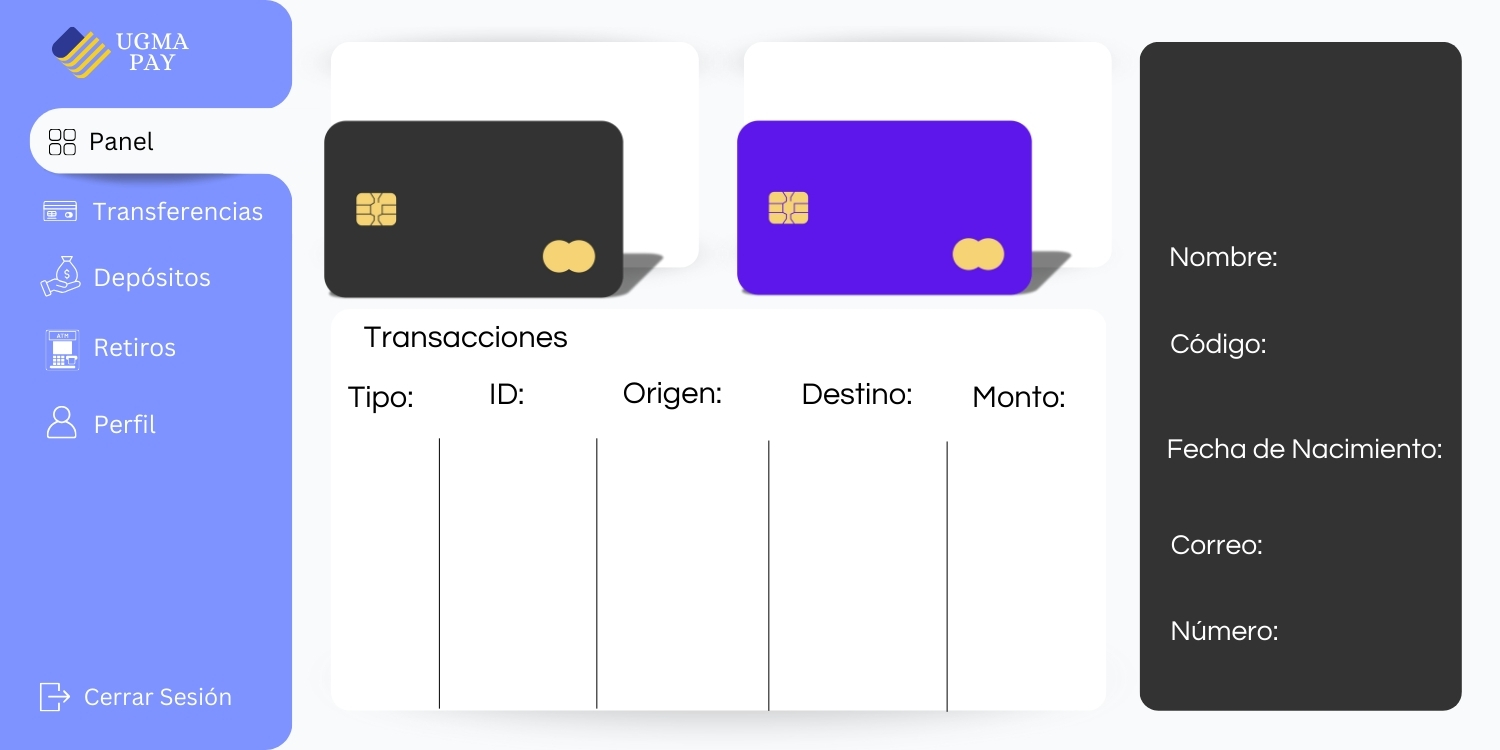 UGMA
PAY
Panel
Transferencias
Depósitos
ATM
Retiros
Perfil
Cerrar Sesión
Transacciones
Tipo: ID: Origen: Destino: Monto:
Nombre:
Código:
Fecha de Nacimiento:
Correo:
Número: